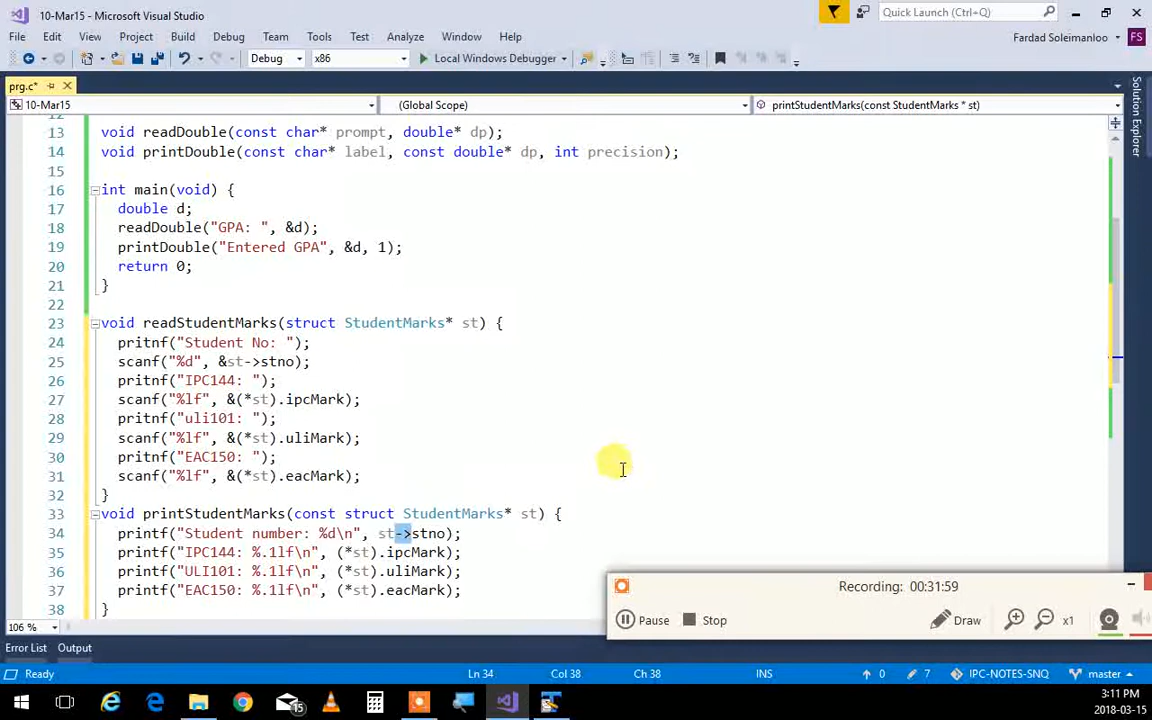 10-Mar15 - Microsoft Visual Studio
Quick Launch (Ctrl+Q)
File Edit View Project Build Debug Team Tools Test Analyze Window Help
Fardad Soleimanloo FS
Debug x86 Local Windows Debugger
prg.c*
10-Mar15 (Global Scope) printStudentMarks(const StudentMarks * st)
Solution Explorer
12
13 void readDouble(const char* prompt, double* dp);
14 void printDouble(const char* label, const double* dp, int precision);
15
16 int main(void) {
17 double d;
18 readDouble("GPA: ", &d);
19 printDouble("Entered GPA", &d, 1);
20 return 0;
21 }
22
23 void readStudentMarks(struct StudentMarks* st) {
24 pritnf("Student No: ");
25 scanf("%d", &st->stno);
26 pritnf("IPC144: ");
27 scanf("%lf", &(*st).ipcMark);
28 pritnf("uli101: ");
29 scanf("%lf", &(*st).uliMark);
30 pritnf("EAC150: ");
31 scanf("%lf", &(*st).eacMark);
32 }
33 void printStudentMarks(const struct StudentMarks* st) {
34 printf("Student number: %d\n", st->stno);
35 printf("IPC144: %.1lf\n", (*st).ipcMark);
36 printf("ULI101: %.1lf\n", (*st).uliMark);
37 printf("EAC150: %.1lf\n", (*st).eacMark);
38 }
Recording: 00:31:59
Pause Stop Draw x1
106 %
Error List Output
Ready Ln 34 Col 38 Ch 38 INS 0 7 IPC-NOTES-SNQ master
15
3:11 PM
2018-03-15